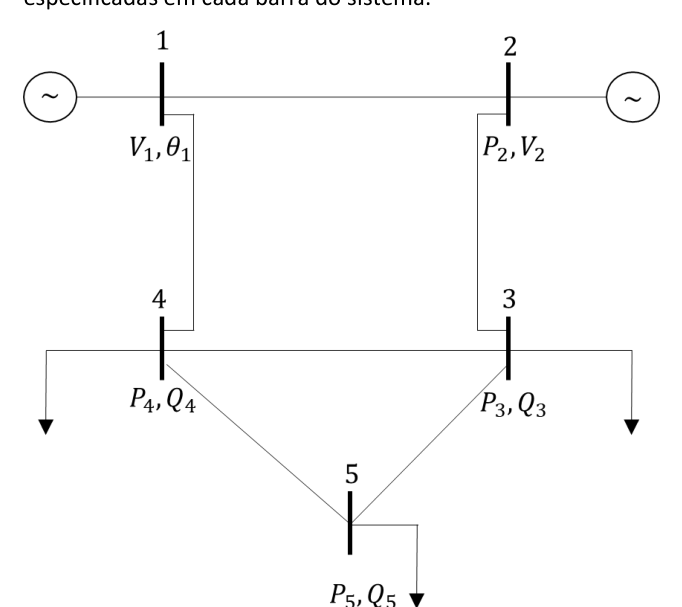 especificadas em cada barra do sistema.
1
2
~
~
V₁, θ₁
P₂, V₂
4
3
P₄, Q₄
P₃, Q₃
5
P₅, Q₅